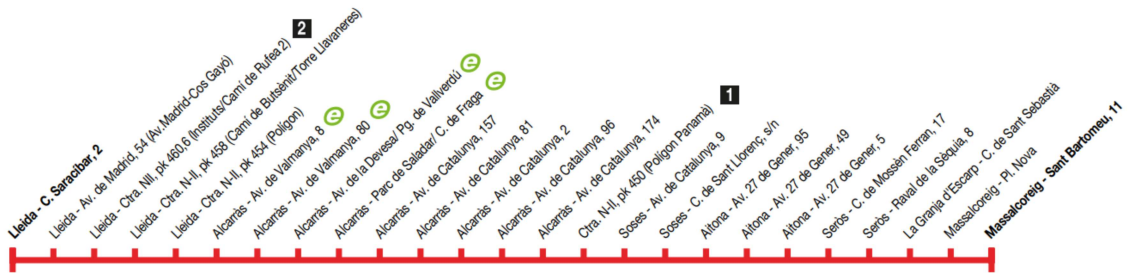 Lleida - C. Saracíbar, 2
Lleida - Av. de Madrid, 54 (Av. Madrid-Cos Gayó)
Lleida - Ctra. NII, pk 460.6 (Instituts/Camí de Rufea 2) 2
Lleida - Ctra. N-II, pk 458 (Camí de Butsènit/Torre Llavaneres)
Lleida - Ctra. N-II, pk 454 (Polígon)
Alcarràs - Av. de Valmanya, 8 e
Alcarràs - Av. de Valmanya, 80 e
Alcarràs - Av. de la Devesa/ Pg. de Vallverdú e
Alcarràs - Parc de Saladar/ C. de Fraga e
Alcarràs - Av. de Catalunya, 157
Alcarràs - Av. de Catalunya, 81
Alcarràs - Av. de Catalunya, 2
Alcarràs - Av. de Catalunya, 96
Alcarràs - Av. de Catalunya, 174
Ctra. N-II, pk 450 (Polígon Panamà) 1
Soses - Av. de Catalunya, 9
Soses - C. de Sant Llorenç, s/n
Aitona - Av. 27 de Gener, 95
Aitona - Av. 27 de Gener, 49
Aitona - Av. 27 de Gener, 5
Seròs - C. de Mossèn Ferran, 17
Seròs - Raval de la Séquia, 8
La Granja d'Escarp - C. de Sant Sebastià
Massalcoreig - Pl. Nova
Massalcoreig - Sant Bartomeu, 11